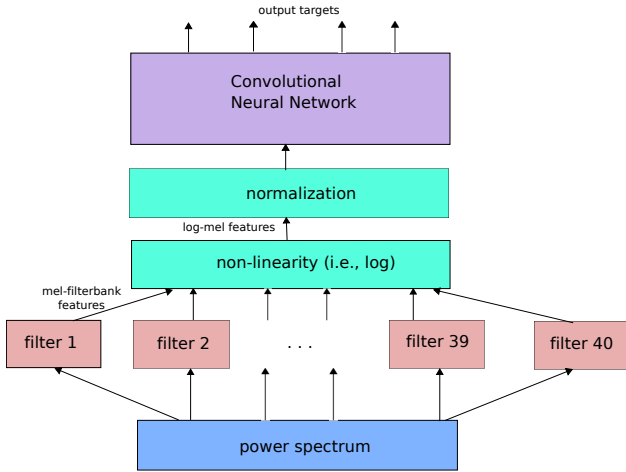 output targets
Convolutional
Neural Network
normalization
log-mel features
non-linearity (i.e., log)
mel-filterbank
features
filter 1
filter 2
. . .
filter 39
filter 40
power spectrum